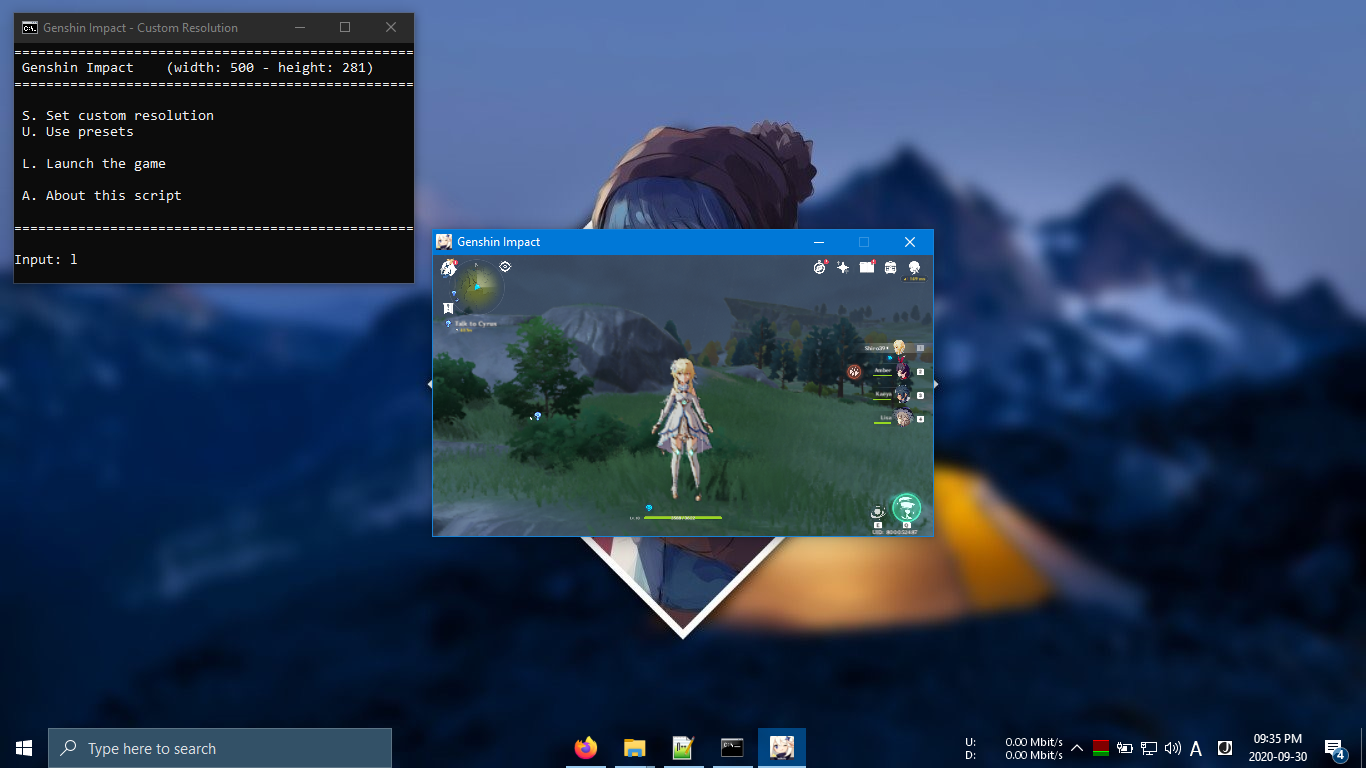 Genshin Impact - Custom Resolution
==================================================
Genshin Impact    (width: 500 - height: 281)
==================================================
S. Set custom resolution
U. Use presets
L. Launch the game
A. About this script
==================================================
Input: l
Genshin Impact
Talk to Cyrus
Amber
Kaeya
Lisa
E
Q
Type here to search
U: 0.00 Mbit/s
D: 0.00 Mbit/s
A
J
09:35 PM
2020-09-30
4